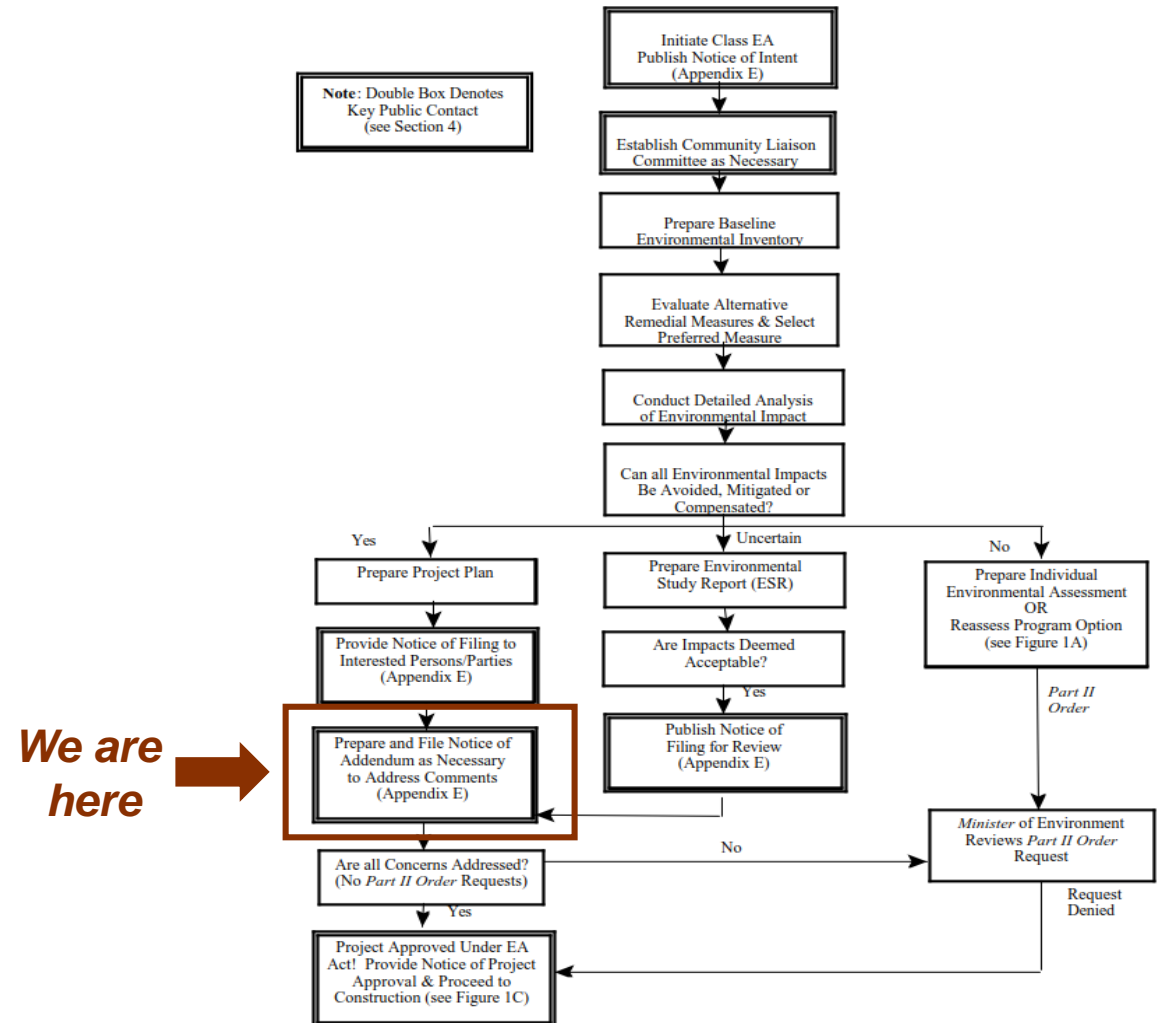 Initiate Class EA
Publish Notice of Intent
(Appendix E)
Note: Double Box Denotes
Key Public Contact
(see Section 4)
Establish Community Liaison
Committee as Necessary
Prepare Baseline
Environmental Inventory
Evaluate Alternative
Remedial Measures & Select
Preferred Measure
Conduct Detailed Analysis
of Environmental Impact
Can all Environmental Impacts
Be Avoided, Mitigated or
Compensated?
Yes
Uncertain
No
Prepare Project Plan
Prepare Environmental
Study Report (ESR)
Prepare Individual
Environmental Assessment
OR
Reassess Program Option
(see Figure 1A)
Provide Notice of Filing to
Interested Persons/Parties
(Appendix E)
Are Impacts Deemed
Acceptable?
Yes
Part II
Order
We are
here
Prepare and File Notice of
Addendum as Necessary
to Address Comments
(Appendix E)
Publish Notice of
Filing for Review
(Appendix E)
Minister of Environment
Reviews Part II Order
Request
No
Are all Concerns Addressed?
(No Part II Order Requests)
Yes
Request
Denied
Project Approved Under EA
Act! Provide Notice of Project
Approval & Proceed to
Construction (see Figure 1C)